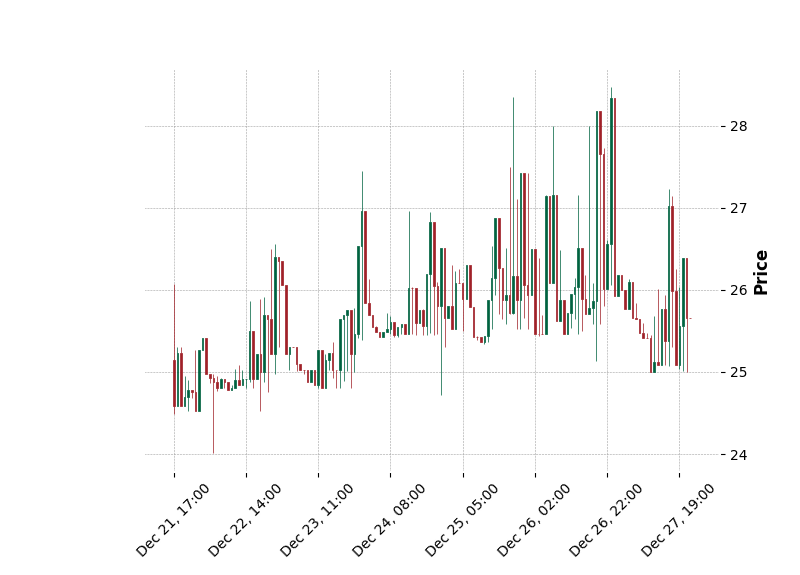 28
27
26
25
24
Price
Dec 21, 17:00
Dec 22, 14:00
Dec 23, 11:00
Dec 24, 08:00
Dec 25, 05:00
Dec 26, 02:00
Dec 26, 22:00
Dec 27, 19:00